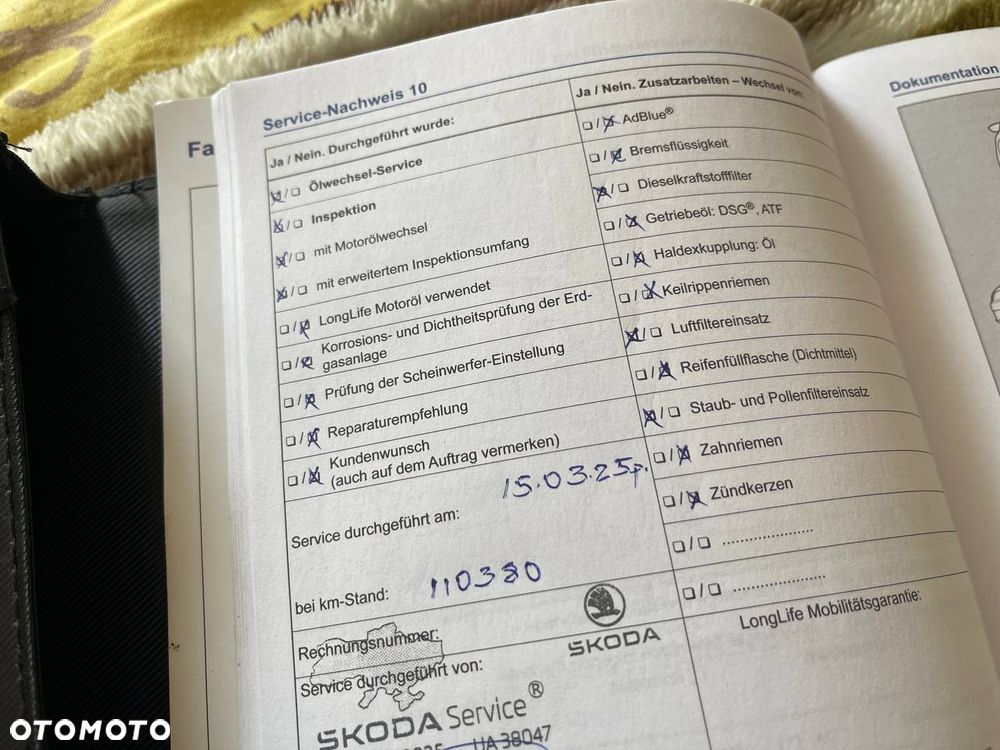 Service-Nachweis 10
Ja / Nein. Durchgeführt wurde:
Ölwechsel-Service
Inspektion
mit Motorölwechsel
mit erweitertem Inspektionsumfang
LongLife Motoröl verwendet
Korrosions- und Dichtheitsprüfung der Erd-
gasanlage
Prüfung der Scheinwerfer-Einstellung
Reparaturempfehlung
Kundenwunsch
(auch auf dem Auftrag vermerken)
15.03.25р.
Service durchgeführt am:
bei km-Stand: 110380
Rechnungsnummer:
SKODA
Service durchgeführt von:
SKODA Service®
UA 38047
Ja / Nein. Zusatzarbeiten – Wechsel von:
AdBlue®
Bremsflüssigkeit
Dieselkraftstofffilter
Getriebeöl: DSG®, ATF
Haldexkupplung: Öl
Keilrippenriemen
Luftfiltereinsatz
Reifenfüllflasche (Dichtmittel)
Staub- und Pollenfiltereinsatz
Zahnriemen
Zündkerzen
LongLife Mobilitätsgarantie:
Fa
Dokumentation
OTOMOTO